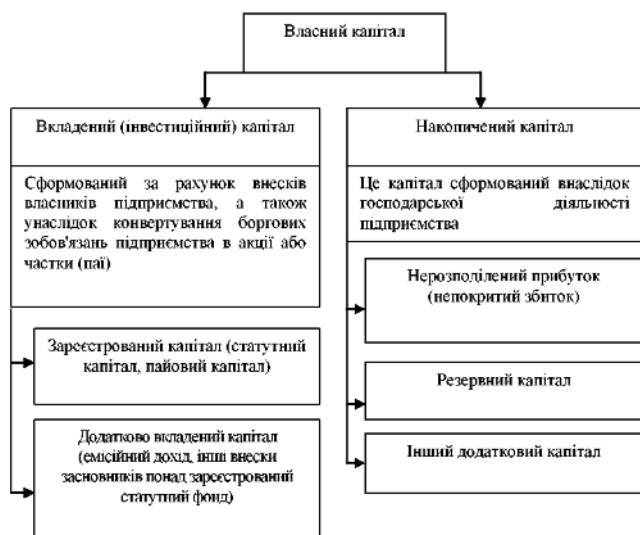 Власний капітал
Вкладений (інвестиційний) капітал
Сформований за рахунок внесків
власників підприємства, а також
унаслідок конвертування боргових
зобов'язань підприємства в акції або
частки (паї)
Зареєстрований капітал (статутний
капітал, пайовий капітал)
Додатково вкладений капітал
(емісійний дохід, інші внески
засновників понад зареєстрований
статутний фонд)
Накопичений капітал
Це капітал сформований внаслідок
господарської діяльності
підприємства
Нерозподілений прибуток
(непокритий збиток)
Резервний капітал
Інший додатковий капітал